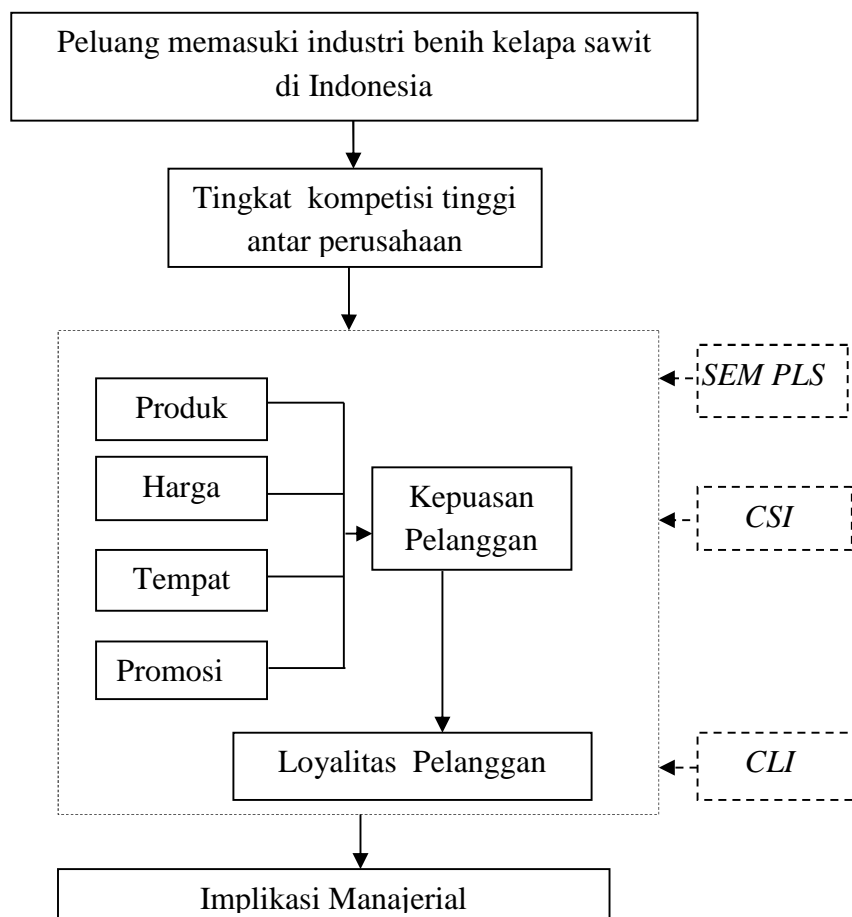 Peluang memasuki industri benih kelapa sawit
di Indonesia
Tingkat  kompetisi tinggi
antar perusahaan
SEM PLS
Produk
Harga
Kepuasan
Pelanggan
CSI
Tempat
Promosi
Loyalitas  Pelanggan
CLI
Implikasi Manajerial